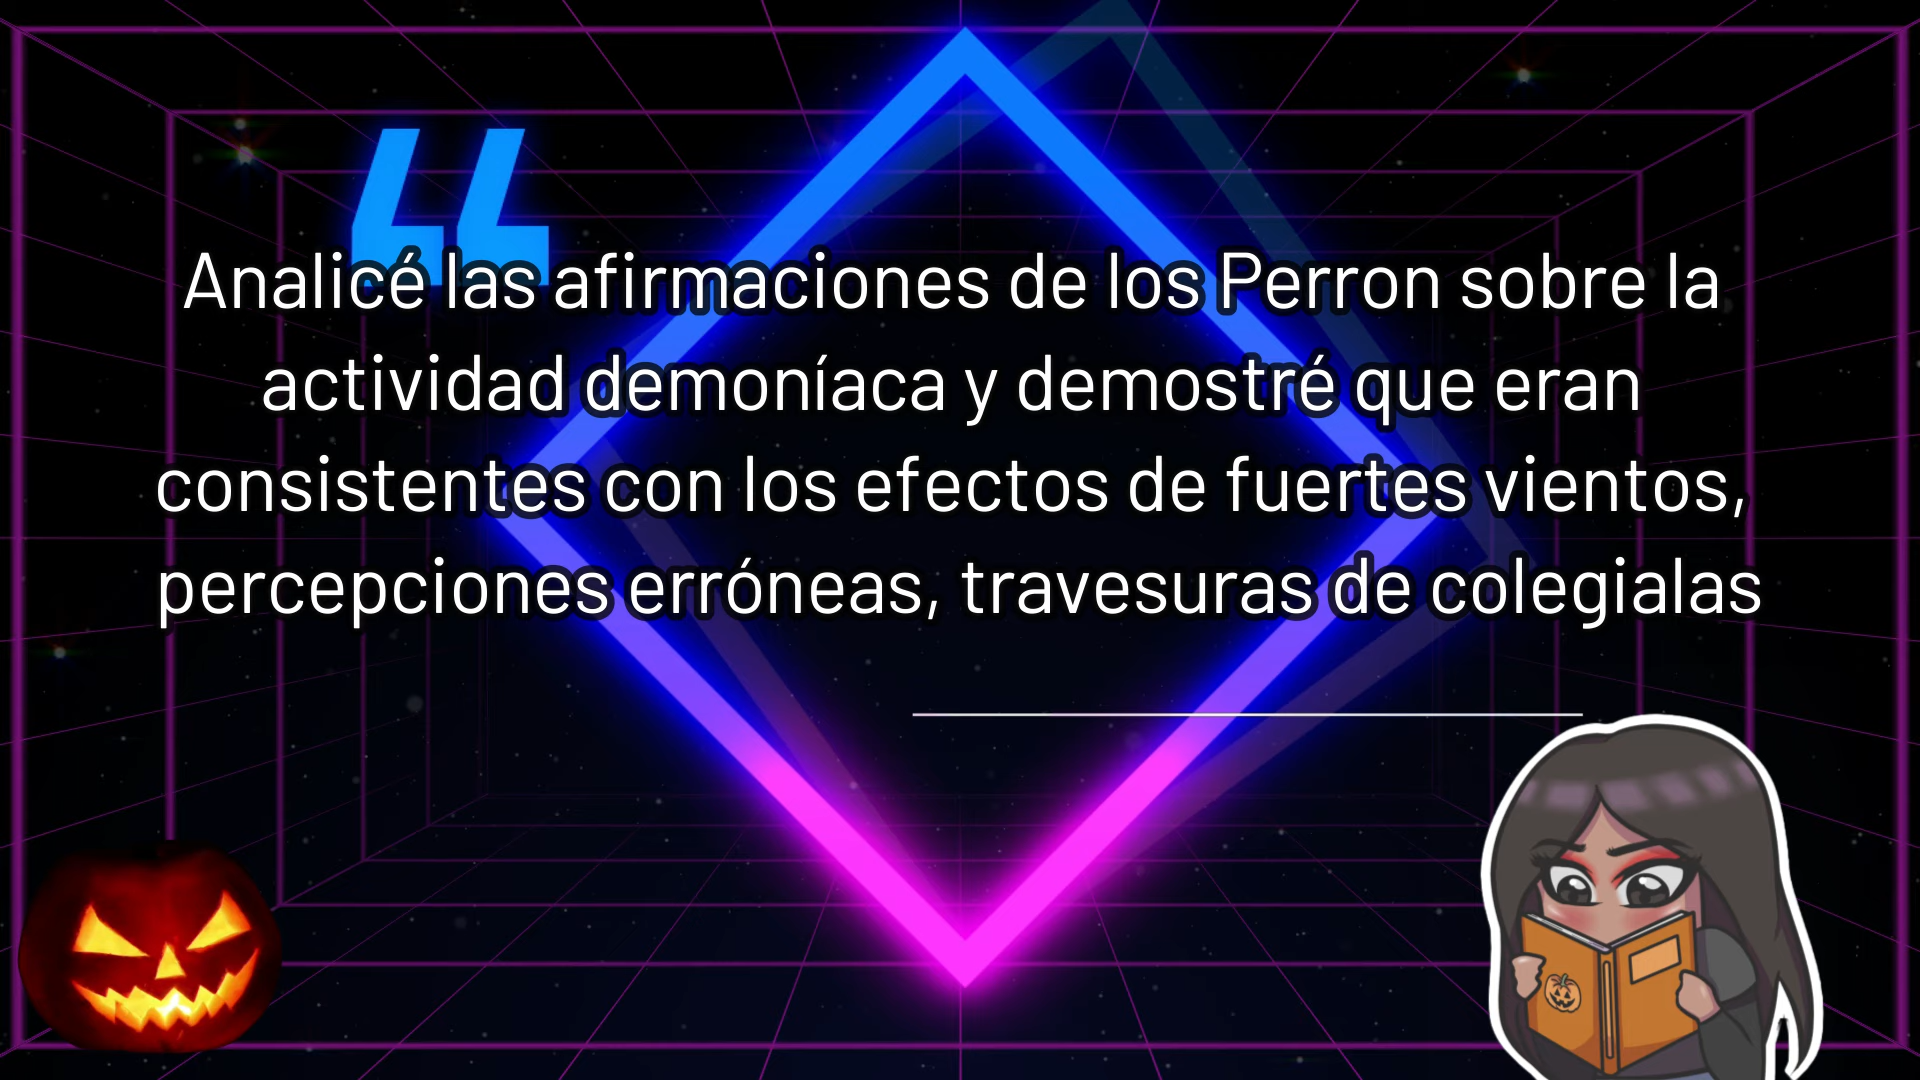 “
Analicé las afirmaciones de los Perron sobre la
actividad demoníaca y demostré que eran
consistentes con los efectos de fuertes vientos,
percepciones erróneas, travesuras de colegialas